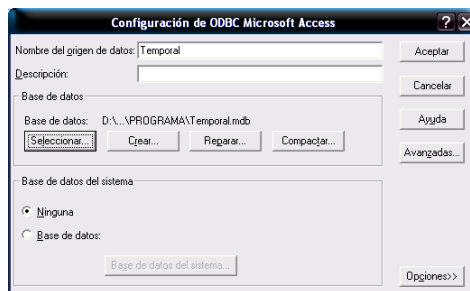 Configuración de ODBC Microsoft Access
Nombre del origen de datos: Temporal
Aceptar
Descripción:
Cancelar
Base de datos
Base de datos: D:\...\PROGRAMA\Temporal.mdb
Ayuda
Seleccionar... Crear... Reparar... Compactar...
Avanzadas...
Base de datos del sistema
Ninguna
Base de datos:
Base de datos del sistema...
Opciones>>